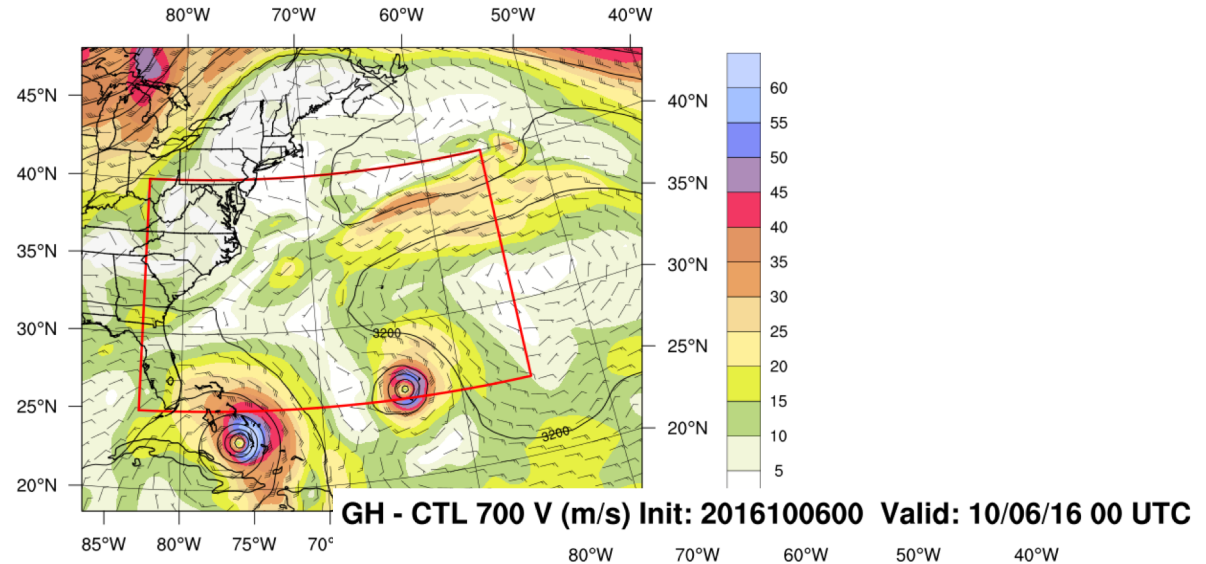 80°W 70°W 60°W 50°W 40°W
45°N 40°N 60
40°N 35°N 55
35°N 30°N 50
30°N 25°N 45
25°N 20°N 40
20°N 35
30
25
20
15
10
5
3200
3200
GH - CTL 700 V (m/s) Init: 2016100600 Valid: 10/06/16 00 UTC
85°W 80°W 75°W 70° 80°W 70°W 60°W 50°W 40°W